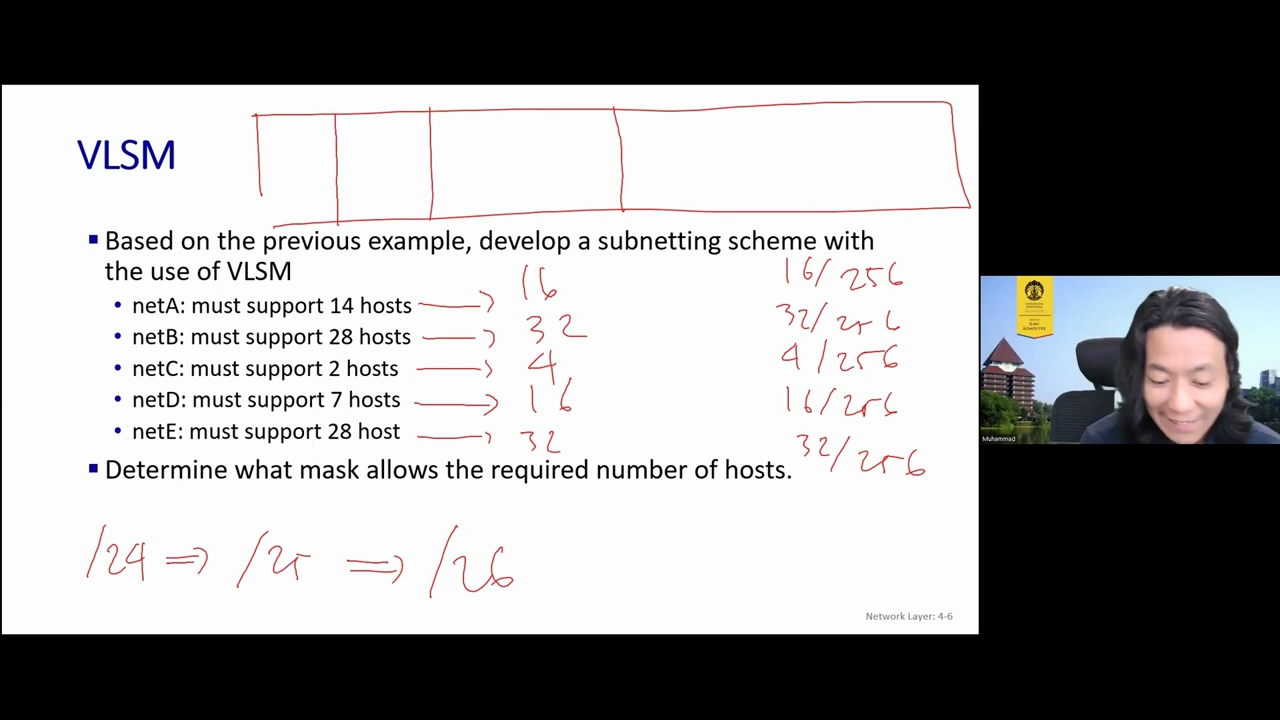 VLSM
Based on the previous example, develop a subnetting scheme with
the use of VLSM
16
16/256
netA: must support 14 hosts
32
32/256
netB: must support 28 hosts
4
4/256
netC: must support 2 hosts
16
16/256
netD: must support 7 hosts
32
32/256
netE: must support 28 host
Determine what mask allows the required number of hosts.
/24 ⇒ /25 ⇒ /26
Network Layer: 4-6
ILMU
KOMPUTER
Muhammad